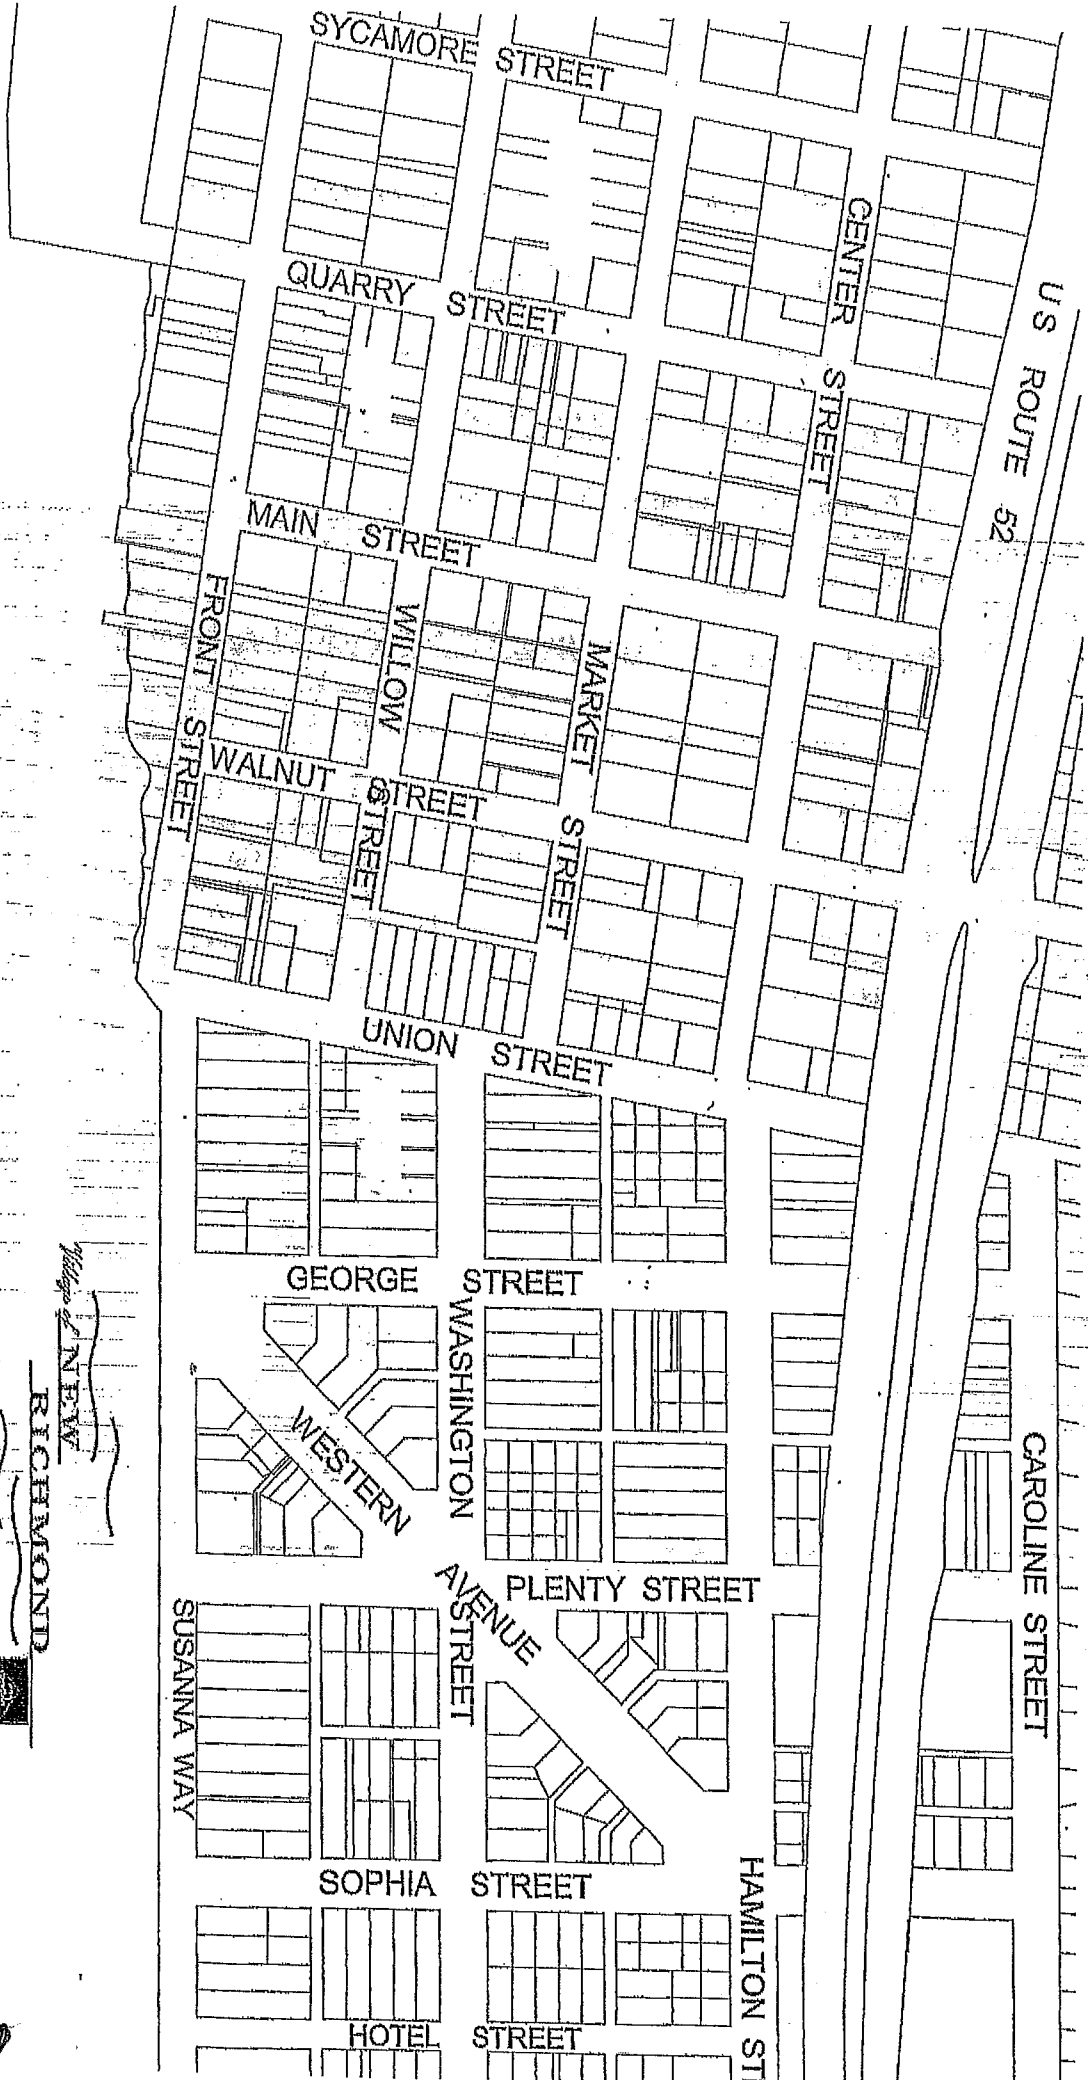 SYCAMORE STREET
CENTER STREET
US ROUTE 52
QUARRY STREET
MAIN STREET
FRONT STREET
WILLOW STREET
MARKET STREET
WALNUT STREET
UNION STREET
GEORGE STREET
WASHINGTON STREET
WESTERN AVENUE
CAROLINE STREET
PLENTY STREET
SUSANNA WAY
SOPHIA STREET
HAMILTON ST
HOTEL STREET
Village of NEW
RICHMOND